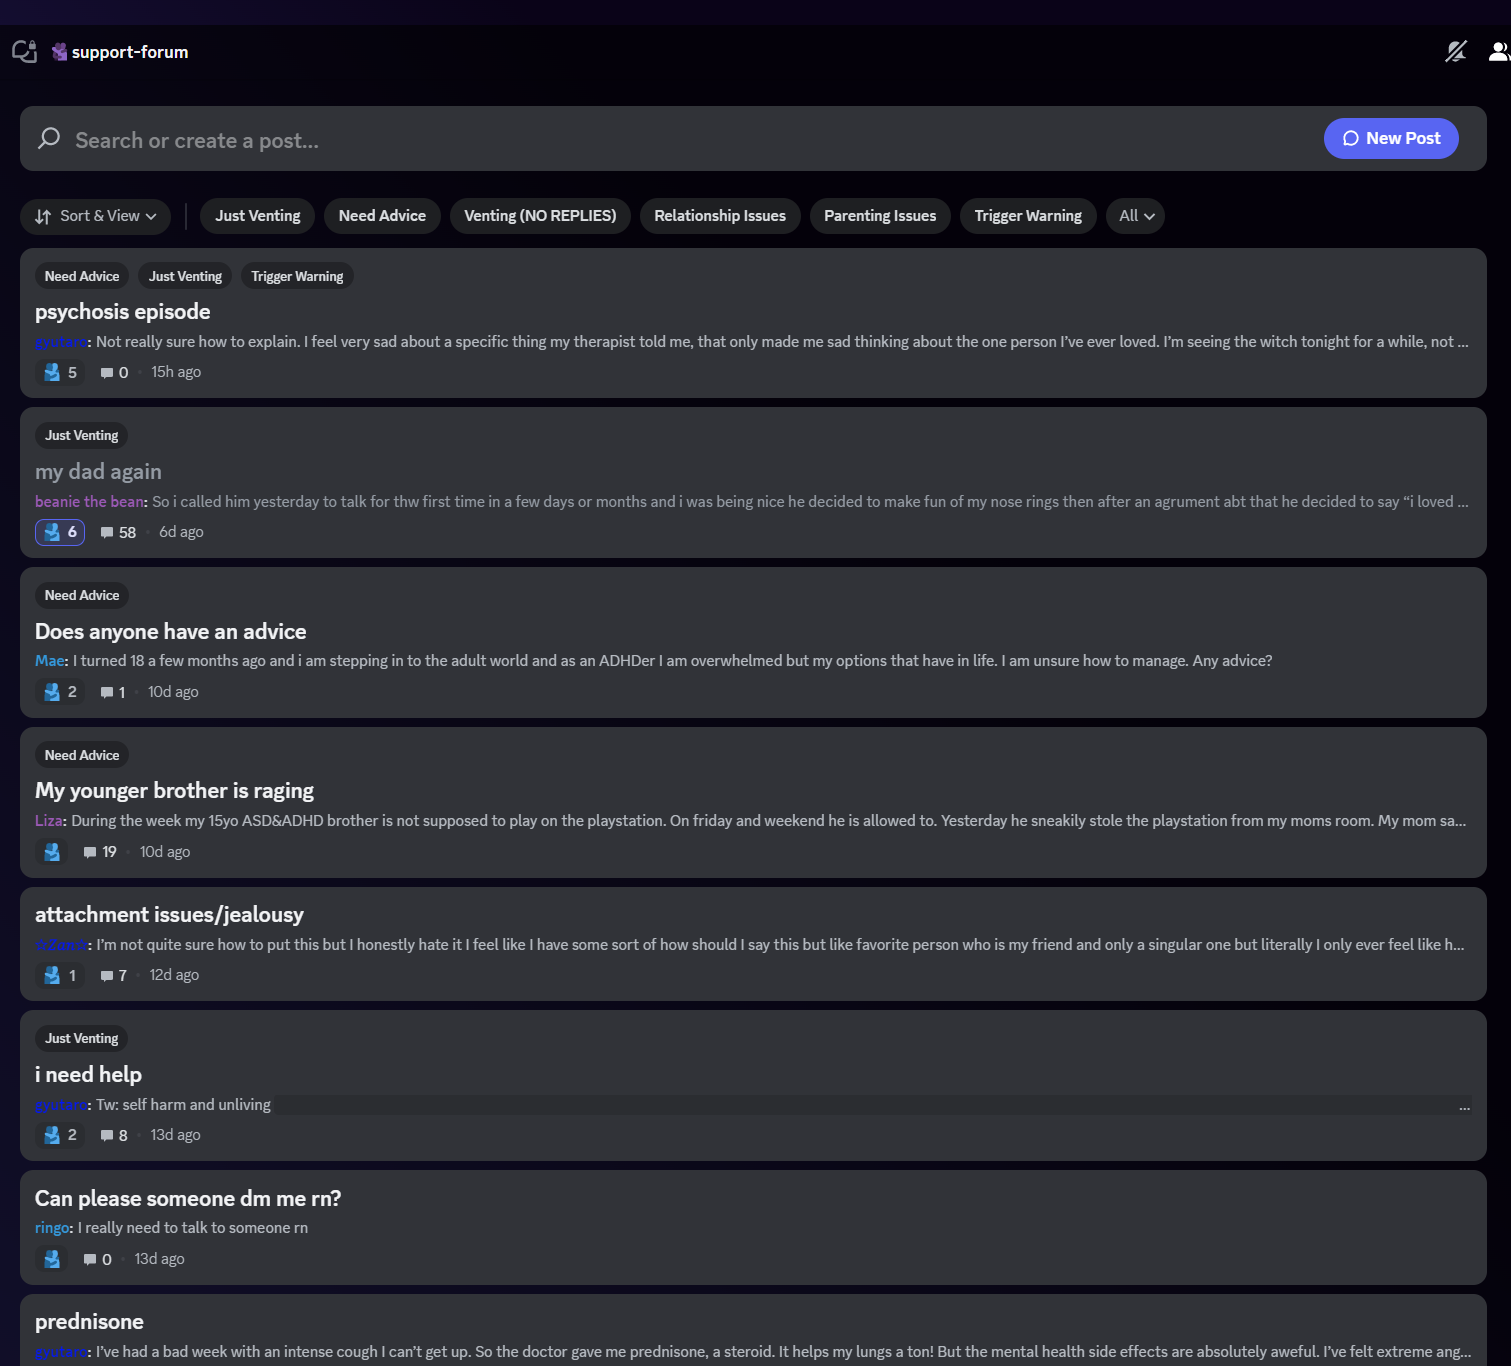 support-forum
Search or create a post...
New Post
Sort & View
Just Venting
Need Advice
Venting (NO REPLIES)
Relationship Issues
Parenting Issues
Trigger Warning
All
Need Advice Just Venting Trigger Warning
psychosis episode
gyutaro: Not really sure how to explain. I feel very sad about a specific thing my therapist told me, that only made me sad thinking about the one person I've ever loved. I'm seeing the witch tonight for a while, not ...
5 0 · 15h ago
Just Venting
my dad again
beanie the bean: So i called him yesterday to talk for thw first time in a few days or months and i was being nice he decided to make fun of my nose rings then after an agrument abt that he decided to say “i loved ...
6 58 · 6d ago
Need Advice
Does anyone have an advice
Mae: I turned 18 a few months ago and i am stepping in to the adult world and as an ADHDer I am overwhelmed but my options that have in life. I am unsure how to manage. Any advice?
2 1 · 10d ago
Need Advice
My younger brother is raging
Liza: During the week my 15yo ASD&ADHD brother is not supposed to play on the playstation. On friday and weekend he is allowed to. Yesterday he sneakily stole the playstation from my moms room. My mom sa...
19 · 10d ago
attachment issues/jealousy
: I'm not quite sure how to put this but I honestly hate it I feel like I have some sort of how should I say this but like favorite person who is my friend and only a singular one but literally I only ever feel like h...
1 7 · 12d ago
Just Venting
i need help
gyutaro: Tw: self harm and unliving ...
2 8 · 13d ago
Can please someone dm me rn?
ringo: I really need to talk to someone rn
0 · 13d ago
prednisone
gyutaro: I've had a bad week with an intense cough I can't get up. So the doctor gave me prednisone, a steroid. It helps my lungs a ton! But the mental health side effects are absolutely aweful. I've felt extreme ang...